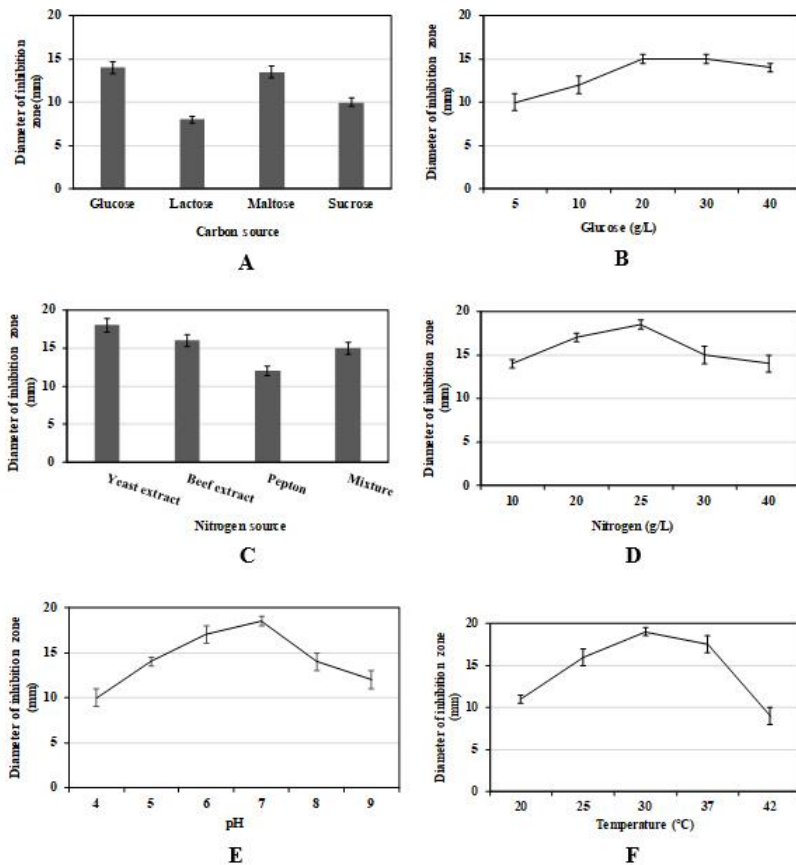 Diameter of inhibition
zone(mm)
20
15
10
5
0
Glucose Lactose Maltose Sucrose
Carbon source
A
Diameter of inhibition zone
(mm)
20
15
10
5
0
5 10 20 30 40
Glucose (g/L)
B
Diameter of inhibition zone
(mm)
20
15
10
5
0
Yeast extract Beef extract Pepton Mixture
Nitrogen source
C
Diameter of inhibition zone
(mm)
20
15
10
5
0
10 20 25 30 40
Nitrogen (g/L)
D
Diameter of inhibition zone
(mm)
20
15
10
5
0
4 5 6 7 8 9
pH
E
Diameter of inhibition zone
(mm)
20
15
10
5
0
20 25 30 37 42
Temperature (°C)
F